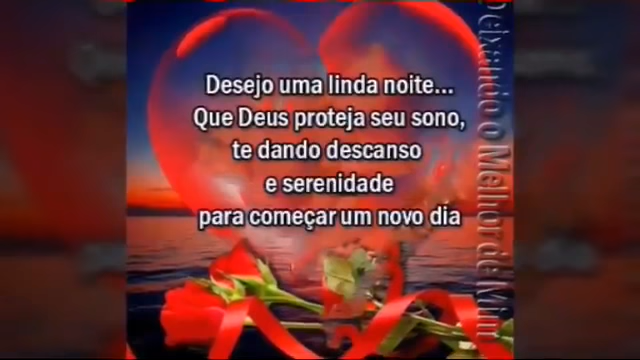 Desejo uma linda noite...
Que Deus proteja seu sono,
te dando descanso
e serenidade
para começar um novo dia
Deixando o Melhor de Mim